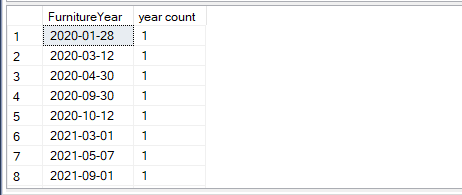 FurnitureYear year count
1 2020-01-28 1
2 2020-03-12 1
3 2020-04-30 1
4 2020-09-30 1
5 2020-10-12 1
6 2021-03-01 1
7 2021-05-07 1
8 2021-09-01 1